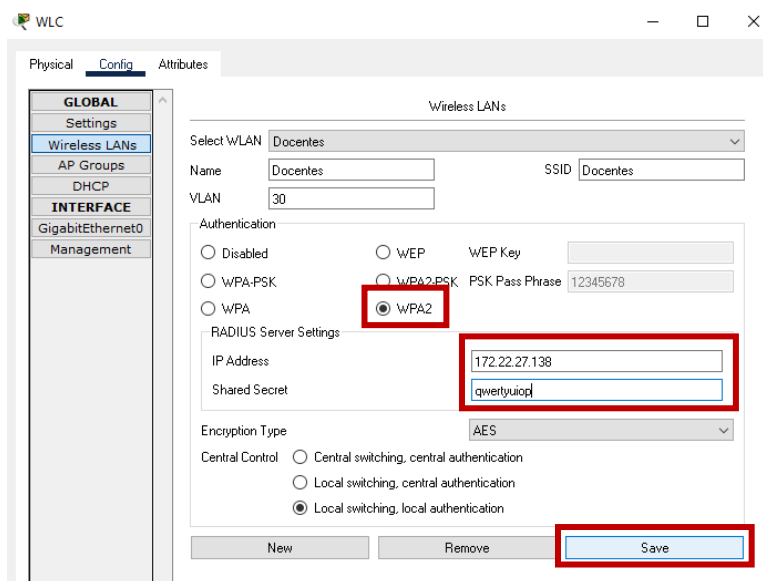 WLC
Physical Config Attributes
GLOBAL
Settings
Wireless LANs
AP Groups
DHCP
INTERFACE
GigabitEthernet0
Management
Wireless LANs
Select WLAN Docentes
Name Docentes SSID Docentes
VLAN 30
Authentication
Disabled WEP WEP Key
WPA-PSK WPA2-PSK PSK Pass Phrase 12345678
WPA WPA2
RADIUS Server Settings
IP Address 172.22.27.138
Shared Secret qwertyuiop
Encryption Type AES
Central Control Central switching, central authentication
Local switching, central authentication
Local switching, local authentication
New Remove Save